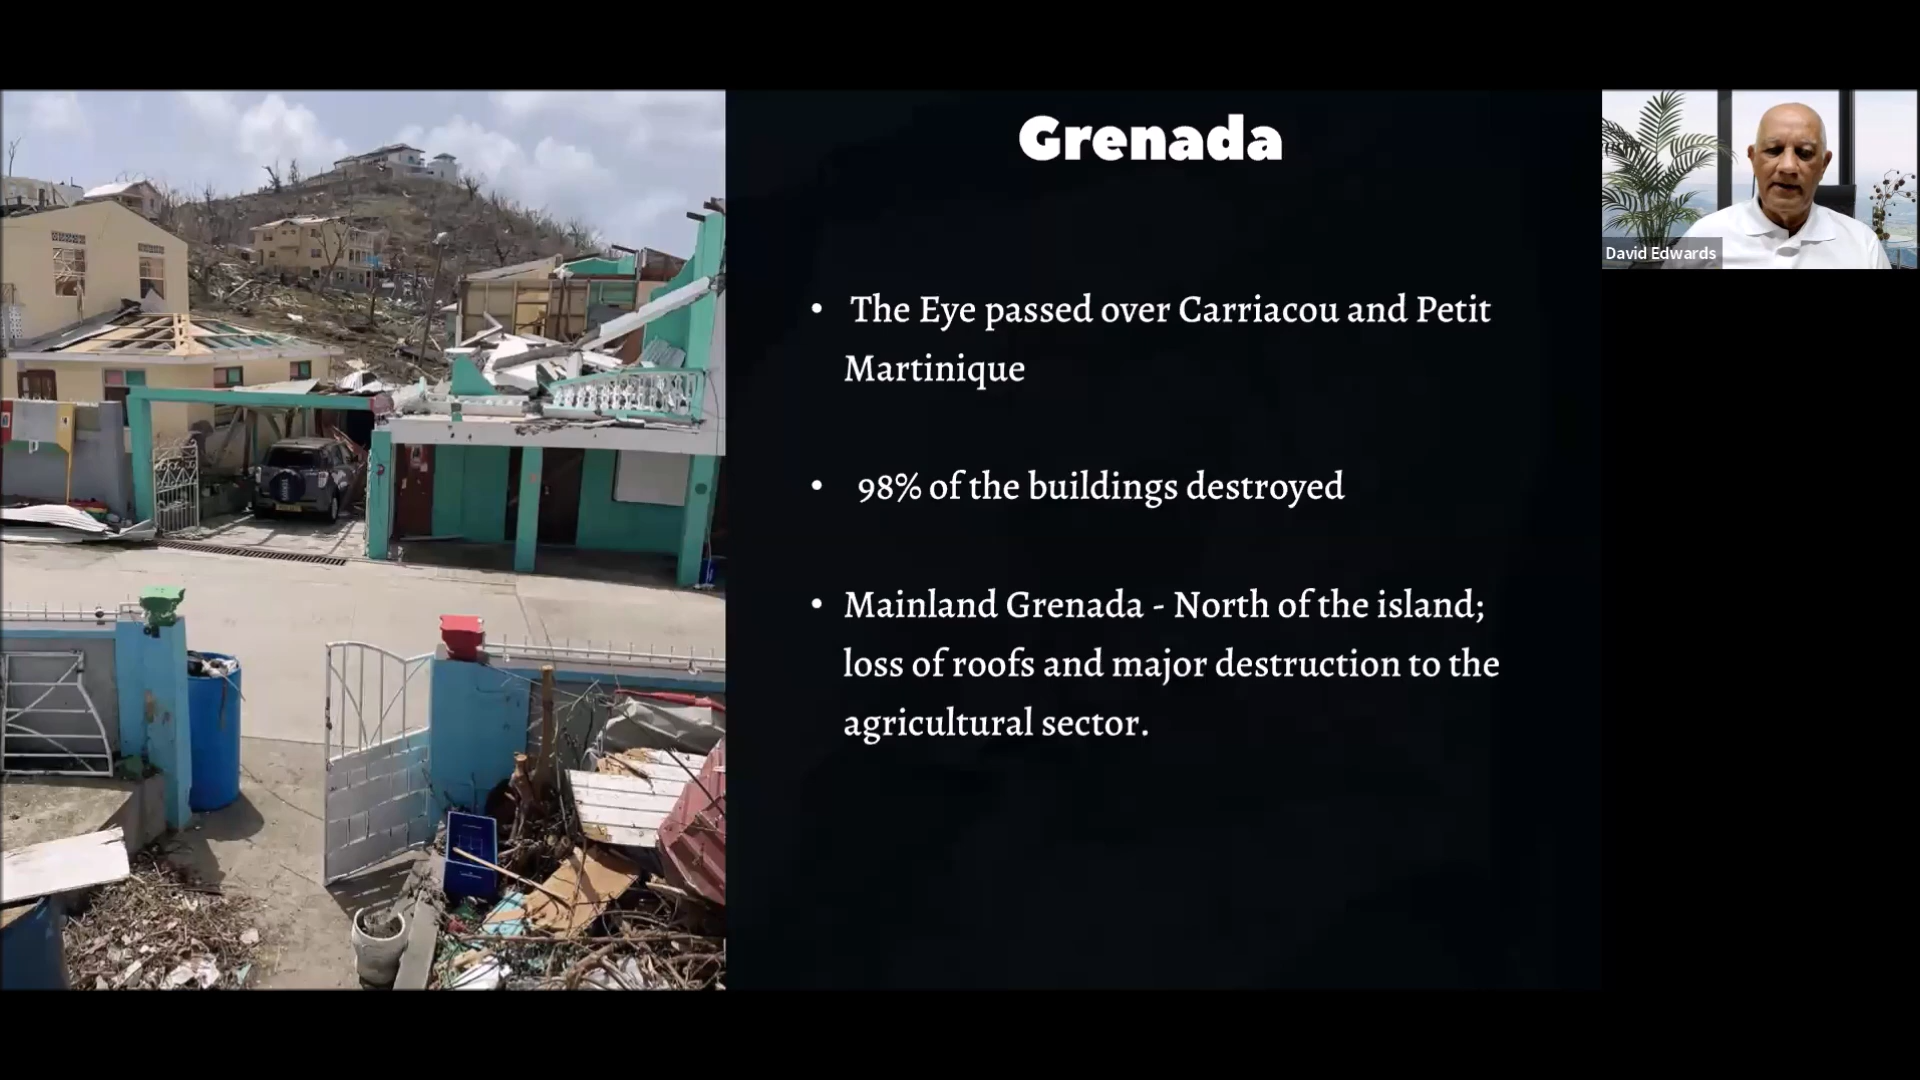 Grenada
David Edwards
• The Eye passed over Carriacou and Petit
Martinique
• 98% of the buildings destroyed
• Mainland Grenada - North of the island;
loss of roofs and major destruction to the
agricultural sector.